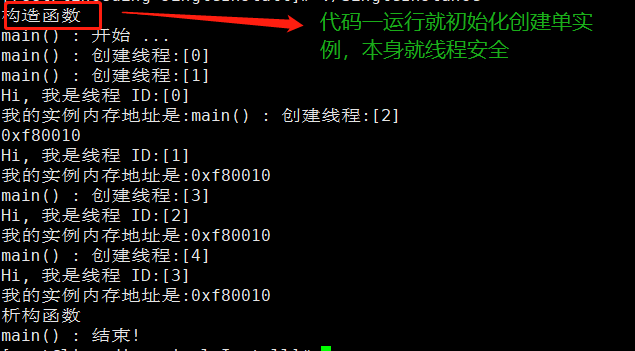 构造函数
代码一运行就初始化创建单实
例，本身就线程安全
main() : 开始 ...
main() : 创建线程:[0]
main() : 创建线程:[1]
Hi, 我是线程 ID:[0]
我的实例内存地址是:main() : 创建线程:[2]
0xf80010
Hi, 我是线程 ID:[1]
我的实例内存地址是:0xf80010
main() : 创建线程:[3]
Hi, 我是线程 ID:[2]
我的实例内存地址是:0xf80010
main() : 创建线程:[4]
Hi, 我是线程 ID:[3]
我的实例内存地址是:0xf80010
析构函数
main() : 结束!